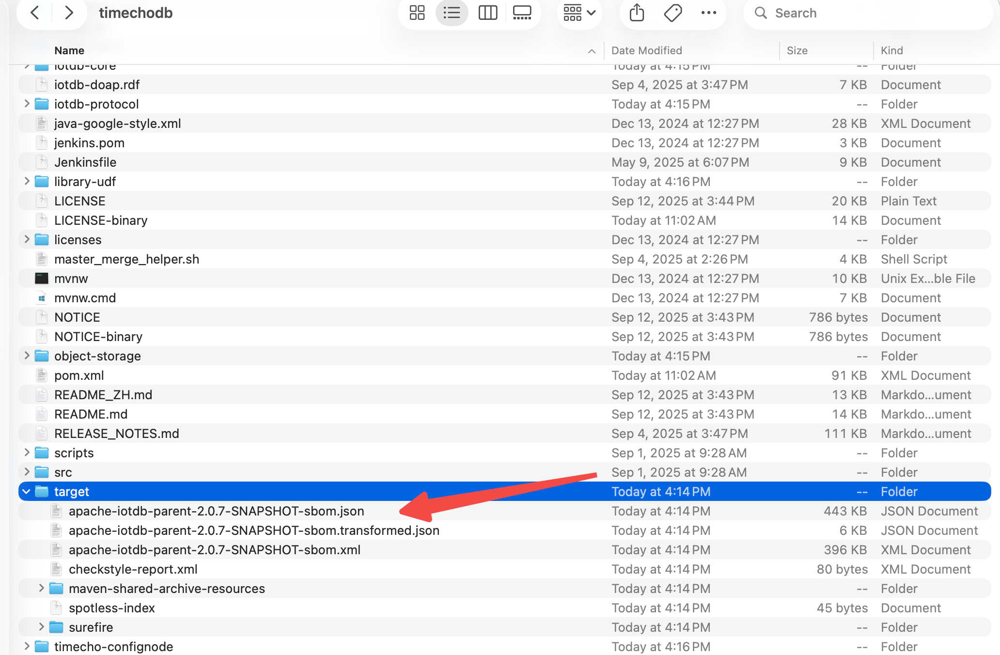 timechodb
Search
Name Date Modified Size Kind
iotdb-core Today at 4:15 PM -- Folder
iotdb-doap.rdf Sep 4, 2025 at 3:47 PM 7 KB Document
iotdb-protocol Today at 4:15 PM -- Folder
java-google-style.xml Dec 13, 2024 at 12:27 PM 28 KB XML Document
jenkins.pom Dec 13, 2024 at 12:27 PM 3 KB Document
Jenkinsfile May 9, 2025 at 6:07 PM 9 KB Document
library-udf Today at 4:16 PM -- Folder
LICENSE Sep 12, 2025 at 3:44 PM 20 KB Plain Text
LICENSE-binary Today at 11:02 AM 14 KB Document
licenses Dec 13, 2024 at 12:27 PM -- Folder
master_merge_helper.sh Sep 4, 2025 at 2:26 PM 4 KB Shell Script
mvnw Dec 13, 2024 at 12:27 PM 10 KB Unix Ex...ble File
mvnw.cmd Dec 13, 2024 at 12:27 PM 7 KB Document
NOTICE Sep 12, 2025 at 3:43 PM 786 bytes Document
NOTICE-binary Sep 12, 2025 at 3:43 PM 786 bytes Document
object-storage Today at 4:15 PM -- Folder
pom.xml Today at 11:02 AM 91 KB XML Document
README_ZH.md Sep 12, 2025 at 3:43 PM 13 KB Markdo...ument
README.md Sep 12, 2025 at 3:43 PM 14 KB Markdo...ument
RELEASE_NOTES.md Sep 4, 2025 at 3:47 PM 111 KB Markdo...ument
scripts Sep 1, 2025 at 9:28 AM -- Folder
src Sep 1, 2025 at 9:28 AM -- Folder
target Today at 4:14 PM -- Folder
apache-iotdb-parent-2.0.7-SNAPSHOT-sbom.json Today at 4:14 PM 443 KB JSON Document
apache-iotdb-parent-2.0.7-SNAPSHOT-sbom.transformed.json Today at 4:14 PM 6 KB JSON Document
apache-iotdb-parent-2.0.7-SNAPSHOT-sbom.xml Today at 4:14 PM 396 KB XML Document
checkstyle-report.xml Today at 4:14 PM 80 bytes XML Document
maven-shared-archive-resources Today at 4:14 PM -- Folder
spotless-index Today at 4:14 PM 45 bytes Document
surefire Today at 4:14 PM -- Folder
timecho-confignode Today at 4:16 PM -- Folder